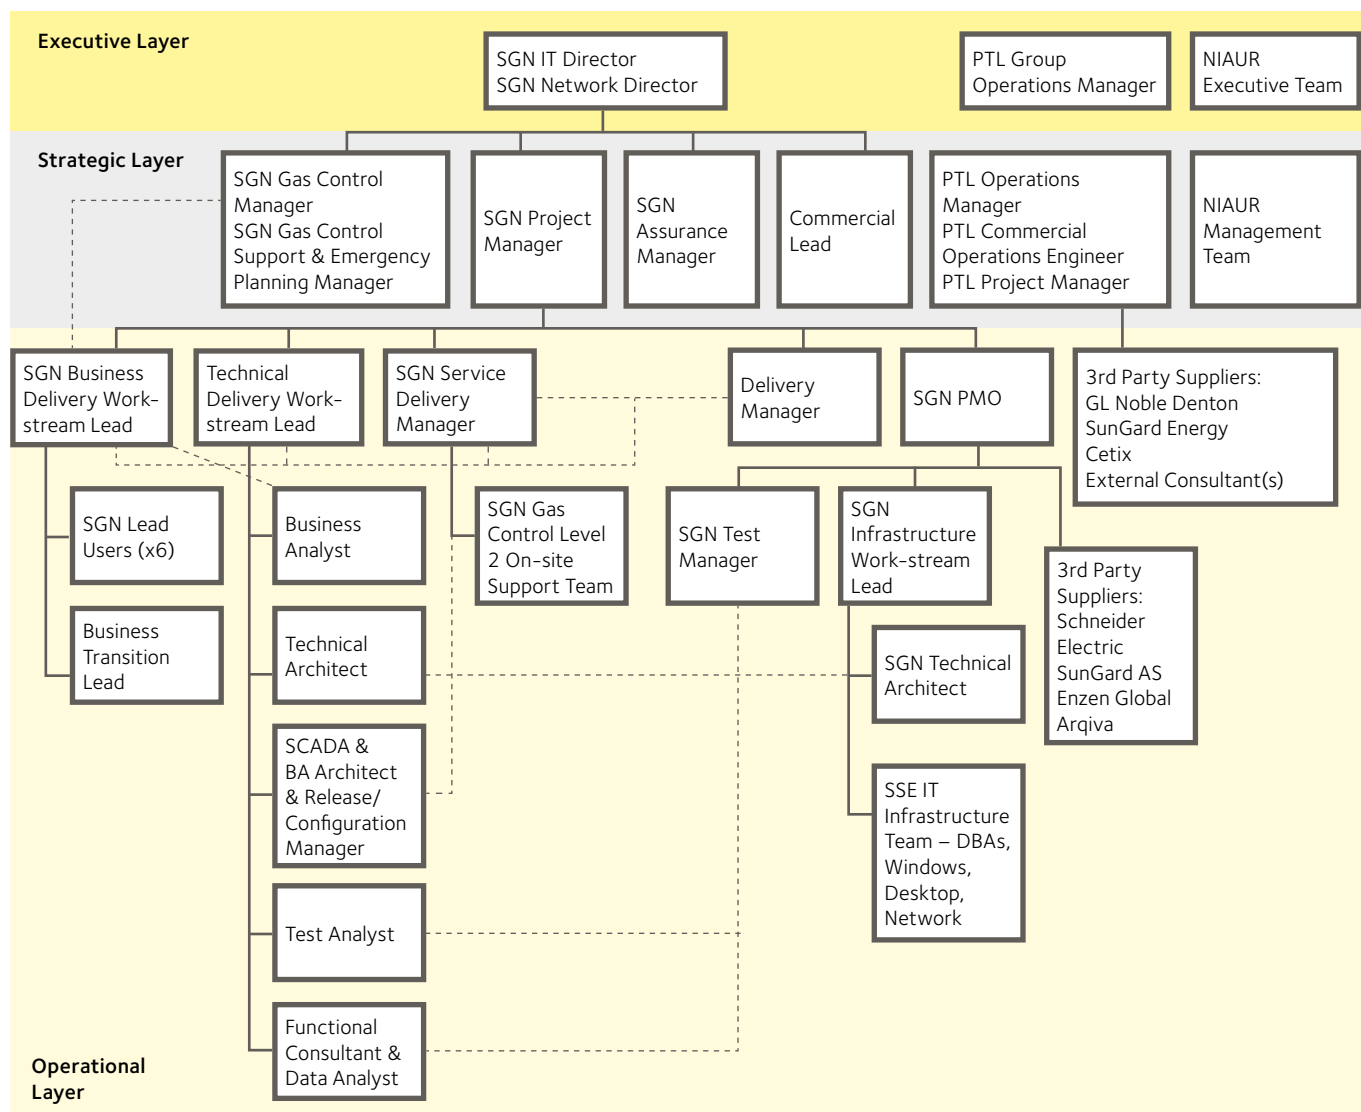 Executive Layer
SGN IT Director
SGN Network Director
PTL Group
Operations Manager
NIAUR
Executive Team
Strategic Layer
SGN Gas Control
Manager
SGN Gas Control
Support & Emergency
Planning Manager
SGN Project
Manager
SGN
Assurance
Manager
Commercial
Lead
PTL Operations
Manager
PTL Commercial
Operations Engineer
PTL Project Manager
NIAUR
Management
Team
SGN Business
Delivery Work-
stream Lead
Technical
Delivery Work-
stream Lead
SGN Service
Delivery
Manager
Delivery
Manager
SGN PMO
3rd Party Suppliers:
GL Noble Denton
SunGard Energy
Cetix
External Consultant(s)
SGN Lead
Users (x6)
Business
Analyst
SGN Gas
Control Level
2 On-site
Support Team
SGN Test
Manager
SGN
Infrastructure
Work-stream
Lead
3rd Party
Suppliers:
Schneider
Electric
SunGard AS
Enzen Global
Arqiva
Business
Transition
Lead
Technical
Architect
SGN Technical
Architect
SCADA &
BA Architect
& Release/
Configuration
Manager
SSE IT
Infrastructure
Team – DBAs,
Windows,
Desktop,
Network
Test Analyst
Functional
Consultant &
Data Analyst
Operational
Layer